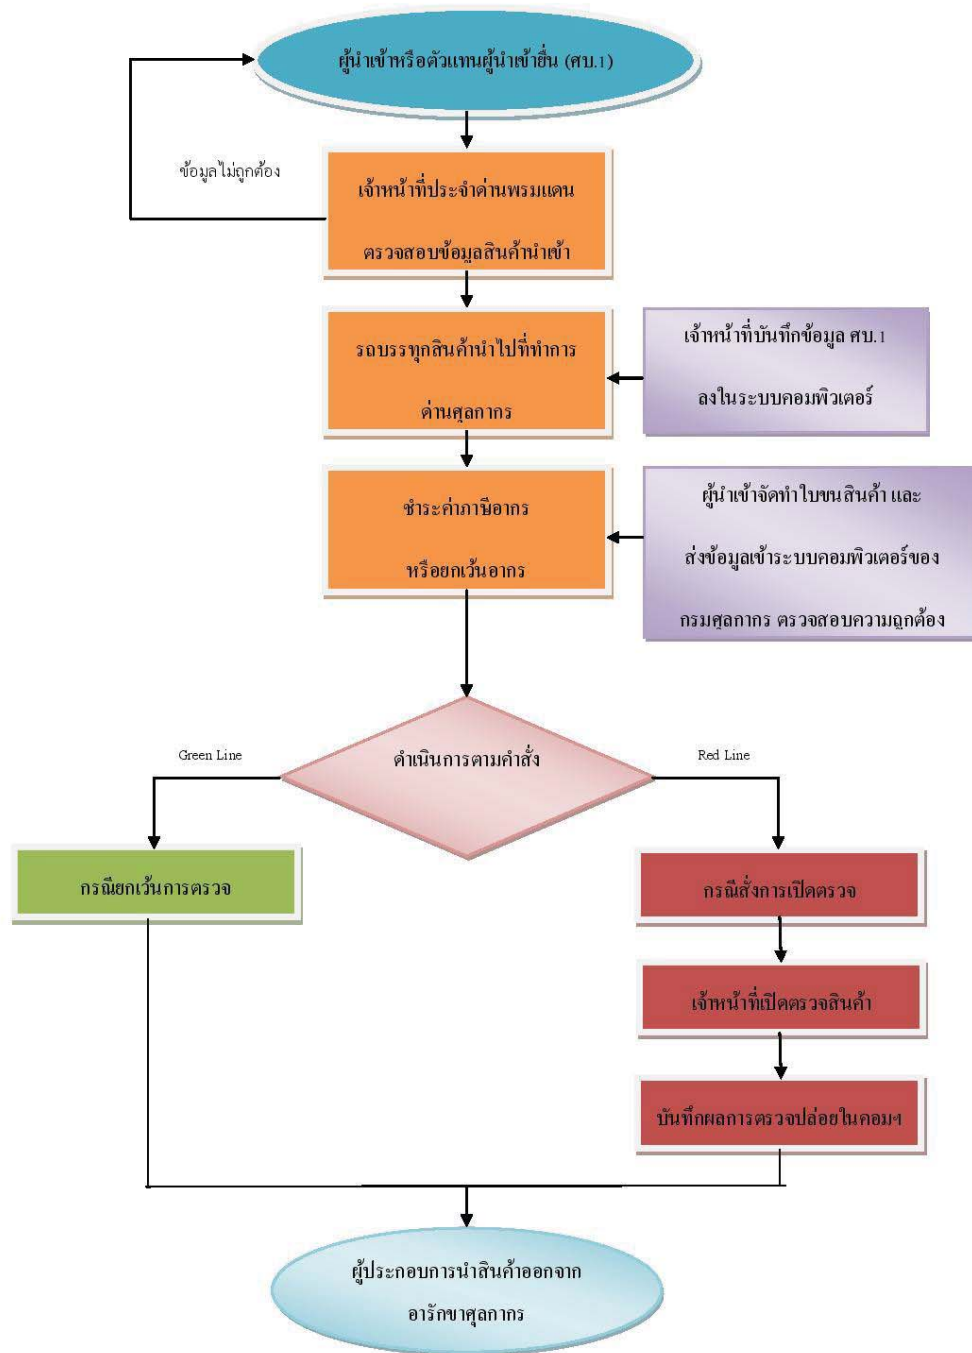 ผู้นำเข้าหรือตัวแทนผู้นำเข้ายื่น (ศบ.1)
ข้อมูลไม่ถูกต้อง
เจ้าหน้าที่ประจำด่านพรมแดน
ตรวจสอบข้อมูลสินค้านำเข้า
รถบรรทุกสินค้านำไปที่ทำการ
ด่านศุลกากร
เจ้าหน้าที่บันทึกข้อมูล ศบ.1
ลงในระบบคอมพิวเตอร์
ชำระค่าภาษีอากร
หรือยกเว้นอากร
ผู้นำเข้าจัดทำใบขนสินค้า และ
ส่งข้อมูลเข้าระบบคอมพิวเตอร์ของ
กรมศุลกากร ตรวจสอบความถูกต้อง
ดำเนินการตามคำสั่ง
Green Line
Red Line
กรณียกเว้นการตรวจ
กรณีสั่งการเปิดตรวจ
เจ้าหน้าที่เปิดตรวจสินค้า
บันทึกผลการตรวจปล่อยในคอมฯ
ผู้ประกอบการนำสินค้าออกจาก
อารักขาศุลกากร